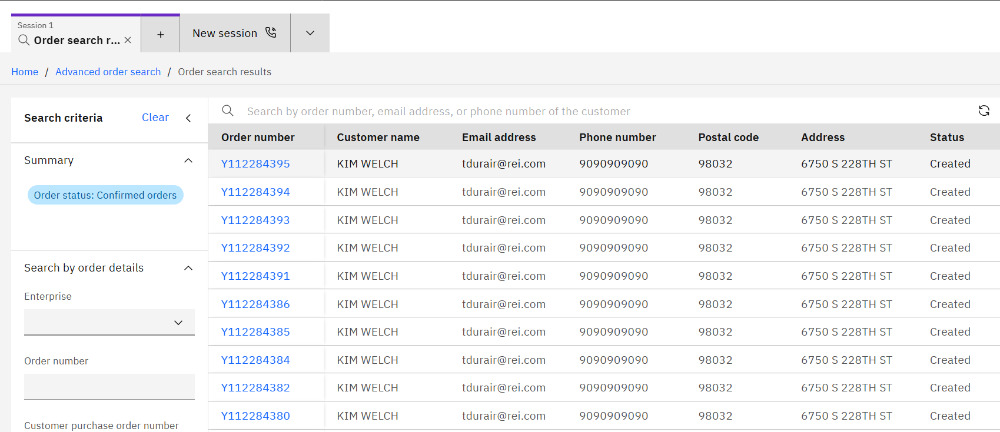 Session 1
Order search r...
+
New session
Home / Advanced order search / Order search results
Search criteria
Clear
Summary
Order status: Confirmed orders
Search by order details
Enterprise
Order number
Customer purchase order number
Search by order number, email address, or phone number of the customer
Order number Customer name Email address Phone number Postal code Address Status
Y112284395 KIM WELCH tdurair@rei.com 9090909090 98032 6750 S 228TH ST Created
Y112284394 KIM WELCH tdurair@rei.com 9090909090 98032 6750 S 228TH ST Created
Y112284393 KIM WELCH tdurair@rei.com 9090909090 98032 6750 S 228TH ST Created
Y112284392 KIM WELCH tdurair@rei.com 9090909090 98032 6750 S 228TH ST Created
Y112284391 KIM WELCH tdurair@rei.com 9090909090 98032 6750 S 228TH ST Created
Y112284386 KIM WELCH tdurair@rei.com 9090909090 98032 6750 S 228TH ST Created
Y112284385 KIM WELCH tdurair@rei.com 9090909090 98032 6750 S 228TH ST Created
Y112284384 KIM WELCH tdurair@rei.com 9090909090 98032 6750 S 228TH ST Created
Y112284382 KIM WELCH tdurair@rei.com 9090909090 98032 6750 S 228TH ST Created
Y112284380 KIM WELCH tdurair@rei.com 9090909090 98032 6750 S 228TH ST Created